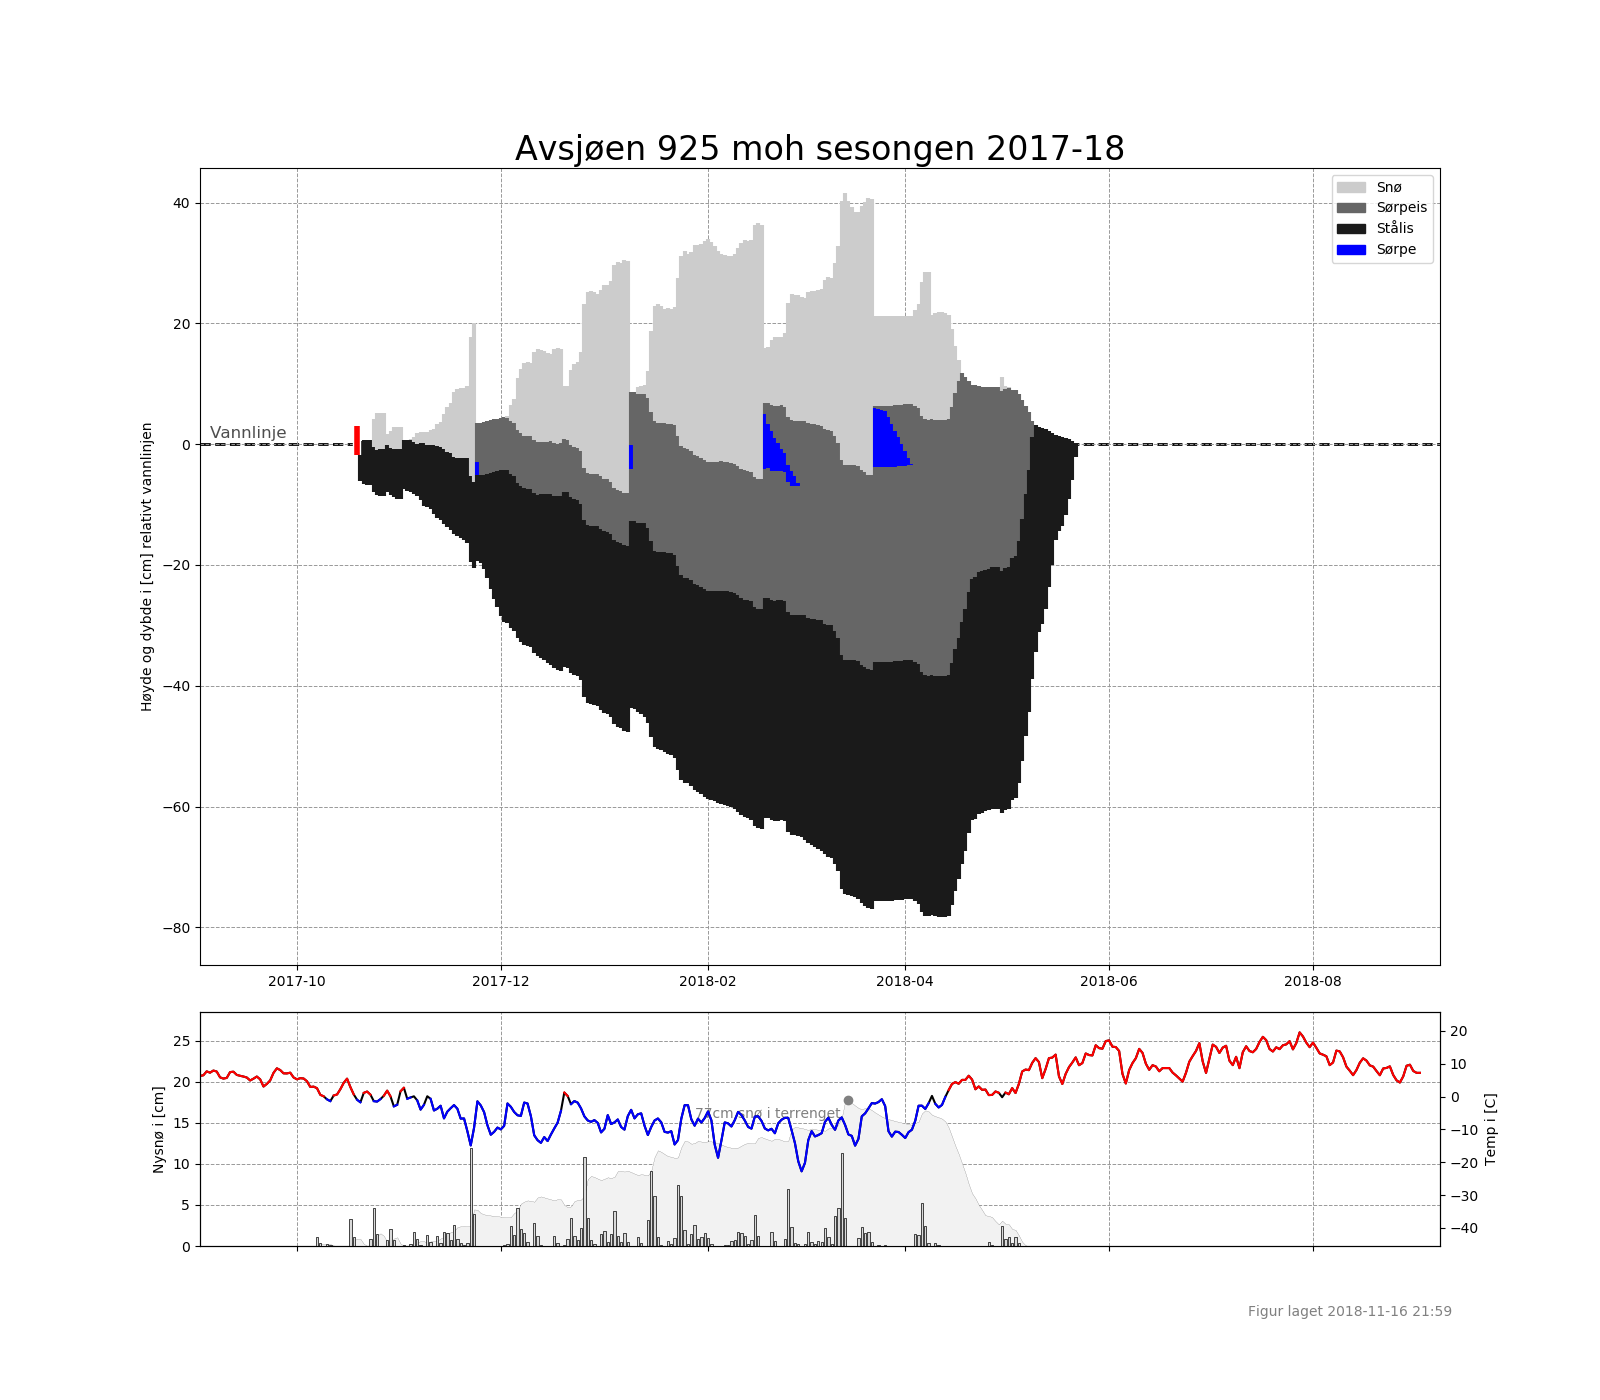 Avsjøen 925 moh sesongen 2017-18
Snø
Sørpeis
Stålis
Sørpe
Vannlinje
Høyde og dybde i [cm] relativt vannlinjen
40
20
0
−20
−40
−60
−80
2017-10
2017-12
2018-02
2018-04
2018-06
2018-08
Nysnø i [cm]
25
20
15
10
5
0
77cm snø i terrenget
20
10
0
−10
−20
−30
−40
Temp i [C]
Figur laget 2018-11-16 21:59